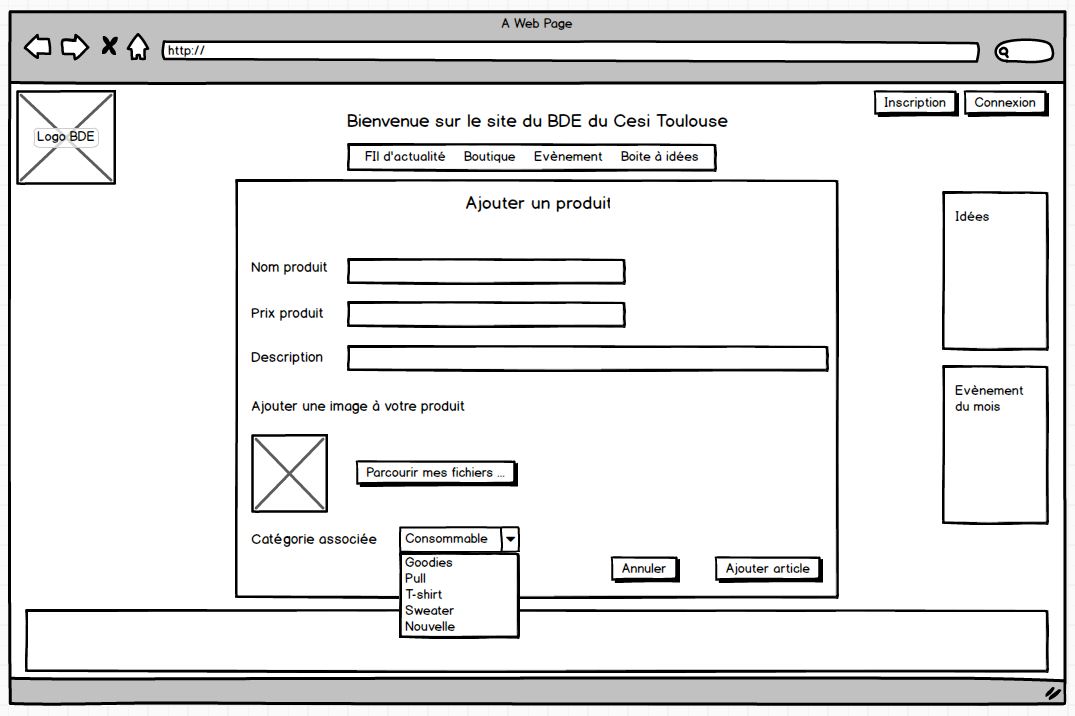 A Web Page
http://
Inscription
Connexion
Logo BDE
Bienvenue sur le site du BDE du Cesi Toulouse
FIl d'actualité Boutique Evènement Boite à idées
Ajouter un produit
Idées
Nom produit
Prix produit
Description
Evènement
du mois
Ajouter une image à votre produit
Parcourir mes fichiers ...
Catégorie associée
Consommable
Goodies
Pull
T-shirt
Sweater
Nouvelle
Annuler
Ajouter article